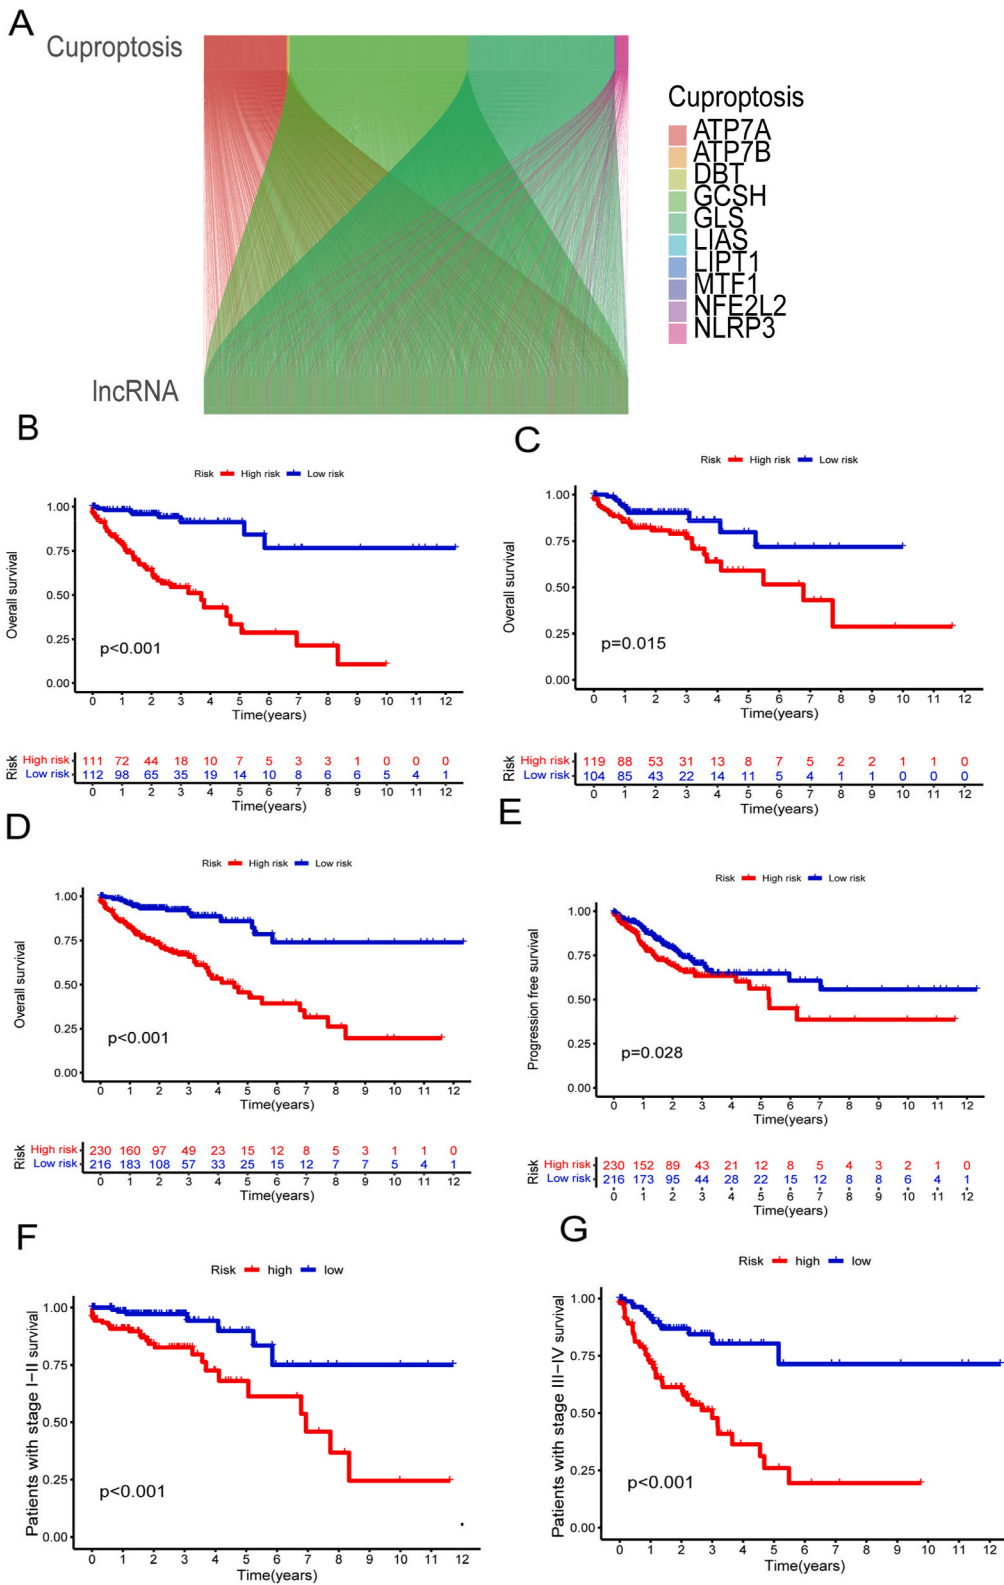 A
Cuproptosis
lncRNA
Cuproptosis
ATP7A
ATP7B
DBT
GCSH
GLS
LIAS
LIPT1
MTF1
NFE2L2
NLRP3
B
Risk High risk Low risk
1.00
0.75
0.50
0.25
0.00
Overall survival
p<0.001
0 1 2 3 4 5 6 7 8 9 10 11 12
Time(years)
Risk
High risk 111 72 44 18 10 7 5 3 3 1 0 0 0
Low risk 112 98 65 35 19 14 10 8 6 6 5 4 1
0 1 2 3 4 5 6 7 8 9 10 11 12
Time(years)
C
Risk High risk Low risk
1.00
0.75
0.50
0.25
0.00
Overall survival
p=0.015
0 1 2 3 4 5 6 7 8 9 10 11 12
Time(years)
Risk
High risk 119 88 53 31 13 8 7 5 2 2 1 1 0
Low risk 104 85 43 22 14 11 5 4 1 1 0 0 0
0 1 2 3 4 5 6 7 8 9 10 11 12
Time(years)
D
Risk High risk Low risk
1.00
0.75
0.50
0.25
0.00
Overall survival
p<0.001
0 1 2 3 4 5 6 7 8 9 10 11 12
Time(years)
Risk
High risk 230 160 97 49 23 15 12 8 5 3 1 1 0
Low risk 216 183 108 57 33 25 15 12 7 7 5 4 1
0 1 2 3 4 5 6 7 8 9 10 11 12
Time(years)
E
Risk High risk Low risk
1.00
0.75
0.50
0.25
0.00
Progression free survival
p=0.028
0 1 2 3 4 5 6 7 8 9 10 11 12
Time(years)
Risk
High risk 230 152 89 43 21 12 8 5 4 3 2 1 0
Low risk 216 173 95 44 28 22 15 12 8 8 6 4 1
0 1 2 3 4 5 6 7 8 9 10 11 12
Time(years)
F
Risk high low
1.00
0.75
0.50
0.25
0.00
Patients with stage I−II survival
p<0.001
0 1 2 3 4 5 6 7 8 9 10 11 12
Time(years)
G
Risk high low
1.00
0.75
0.50
0.25
0.00
Patients with stage III−IV survival
p<0.001
0 1 2 3 4 5 6 7 8 9 10 11 12
Time(years)